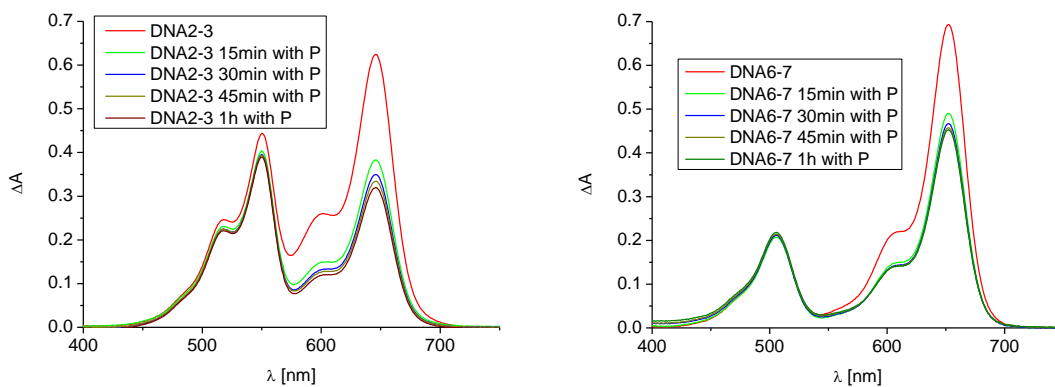 0.7
0.6
0.5
0.4
0.3
0.2
0.1
0.0
ΔA
DNA2-3
DNA2-3 15min with P
DNA2-3 30min with P
DNA2-3 45min with P
DNA2-3 1h with P
400 500 600 700
λ [nm]
0.7
0.6
0.5
0.4
0.3
0.2
0.1
0.0
ΔA
DNA6-7
DNA6-7 15min with P
DNA6-7 30min with P
DNA6-7 45min with P
DNA6-7 1h with P
400 500 600 700
λ [nm]